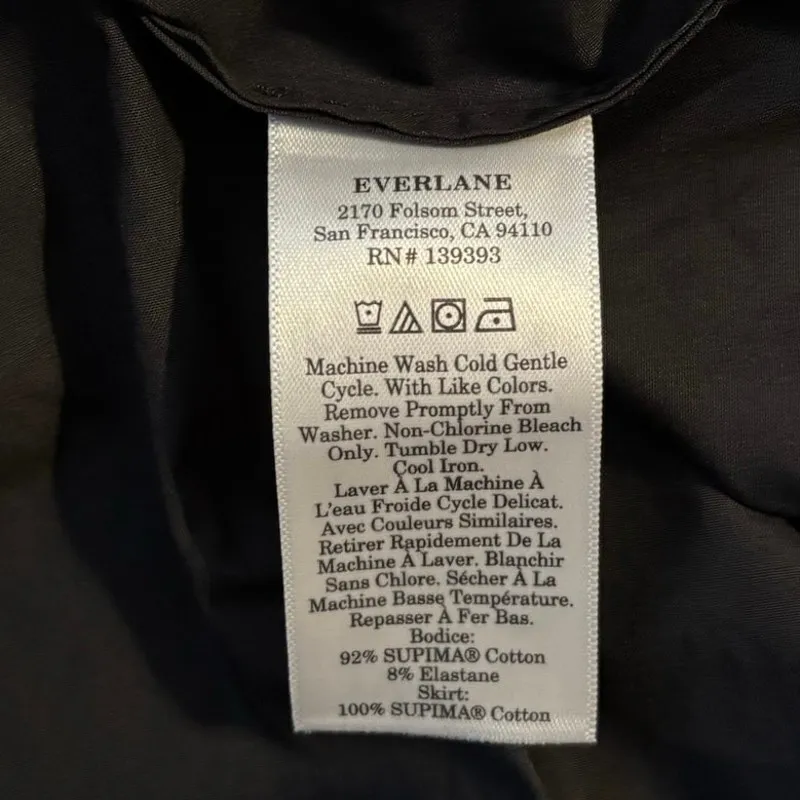 EVERLANE
2170 Folsom Street,
San Francisco, CA 94110
RN# 139393
Machine Wash Cold Gentle
Cycle. With Like Colors.
Remove Promptly From
Washer. Non-Chlorine Bleach
Only. Tumble Dry Low.
Cool Iron.
Laver À La Machine À
L'eau Froide Cycle Delicat.
Avec Couleurs Similaires.
Retirer Rapidement De La
Machine À Laver. Blanchir
Sans Chlore. Sécher À La
Machine Basse Température.
Repasser À Fer Bas.
Bodice:
92% SUPIMA® Cotton
8% Elastane
Skirt:
100% SUPIMA® Cotton